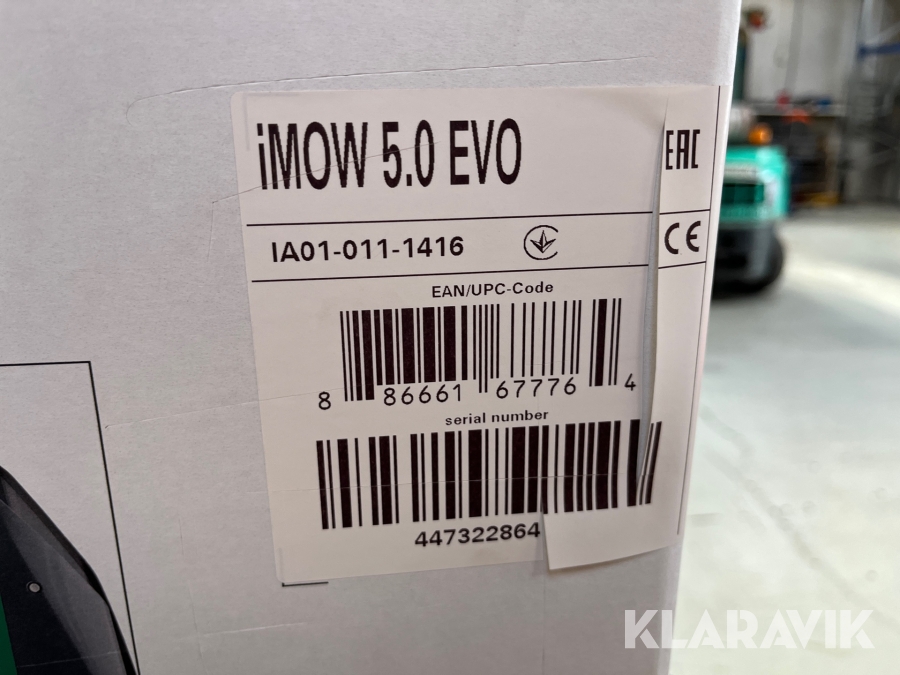 iMOW 5.0 EVO
EAC
IA01-011-1416
CE
EAN/UPC-Code
8 86661 67776 4
serial number
447322864
KLARAVIK